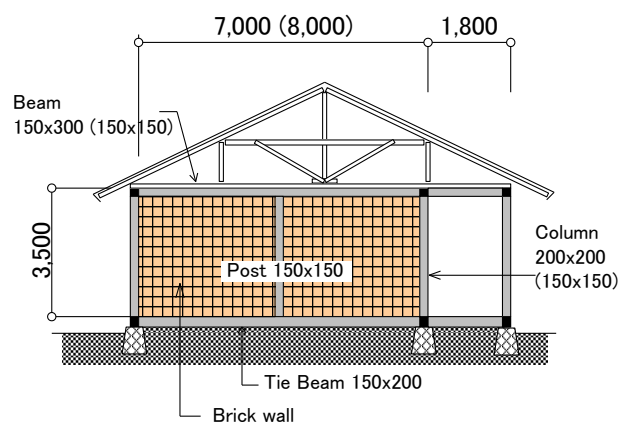 7,000 (8,000)
1,800
Beam
150x300 (150x150)
3,500
Column
200x200
(150x150)
Post 150x150
Tie Beam 150x200
Brick wall